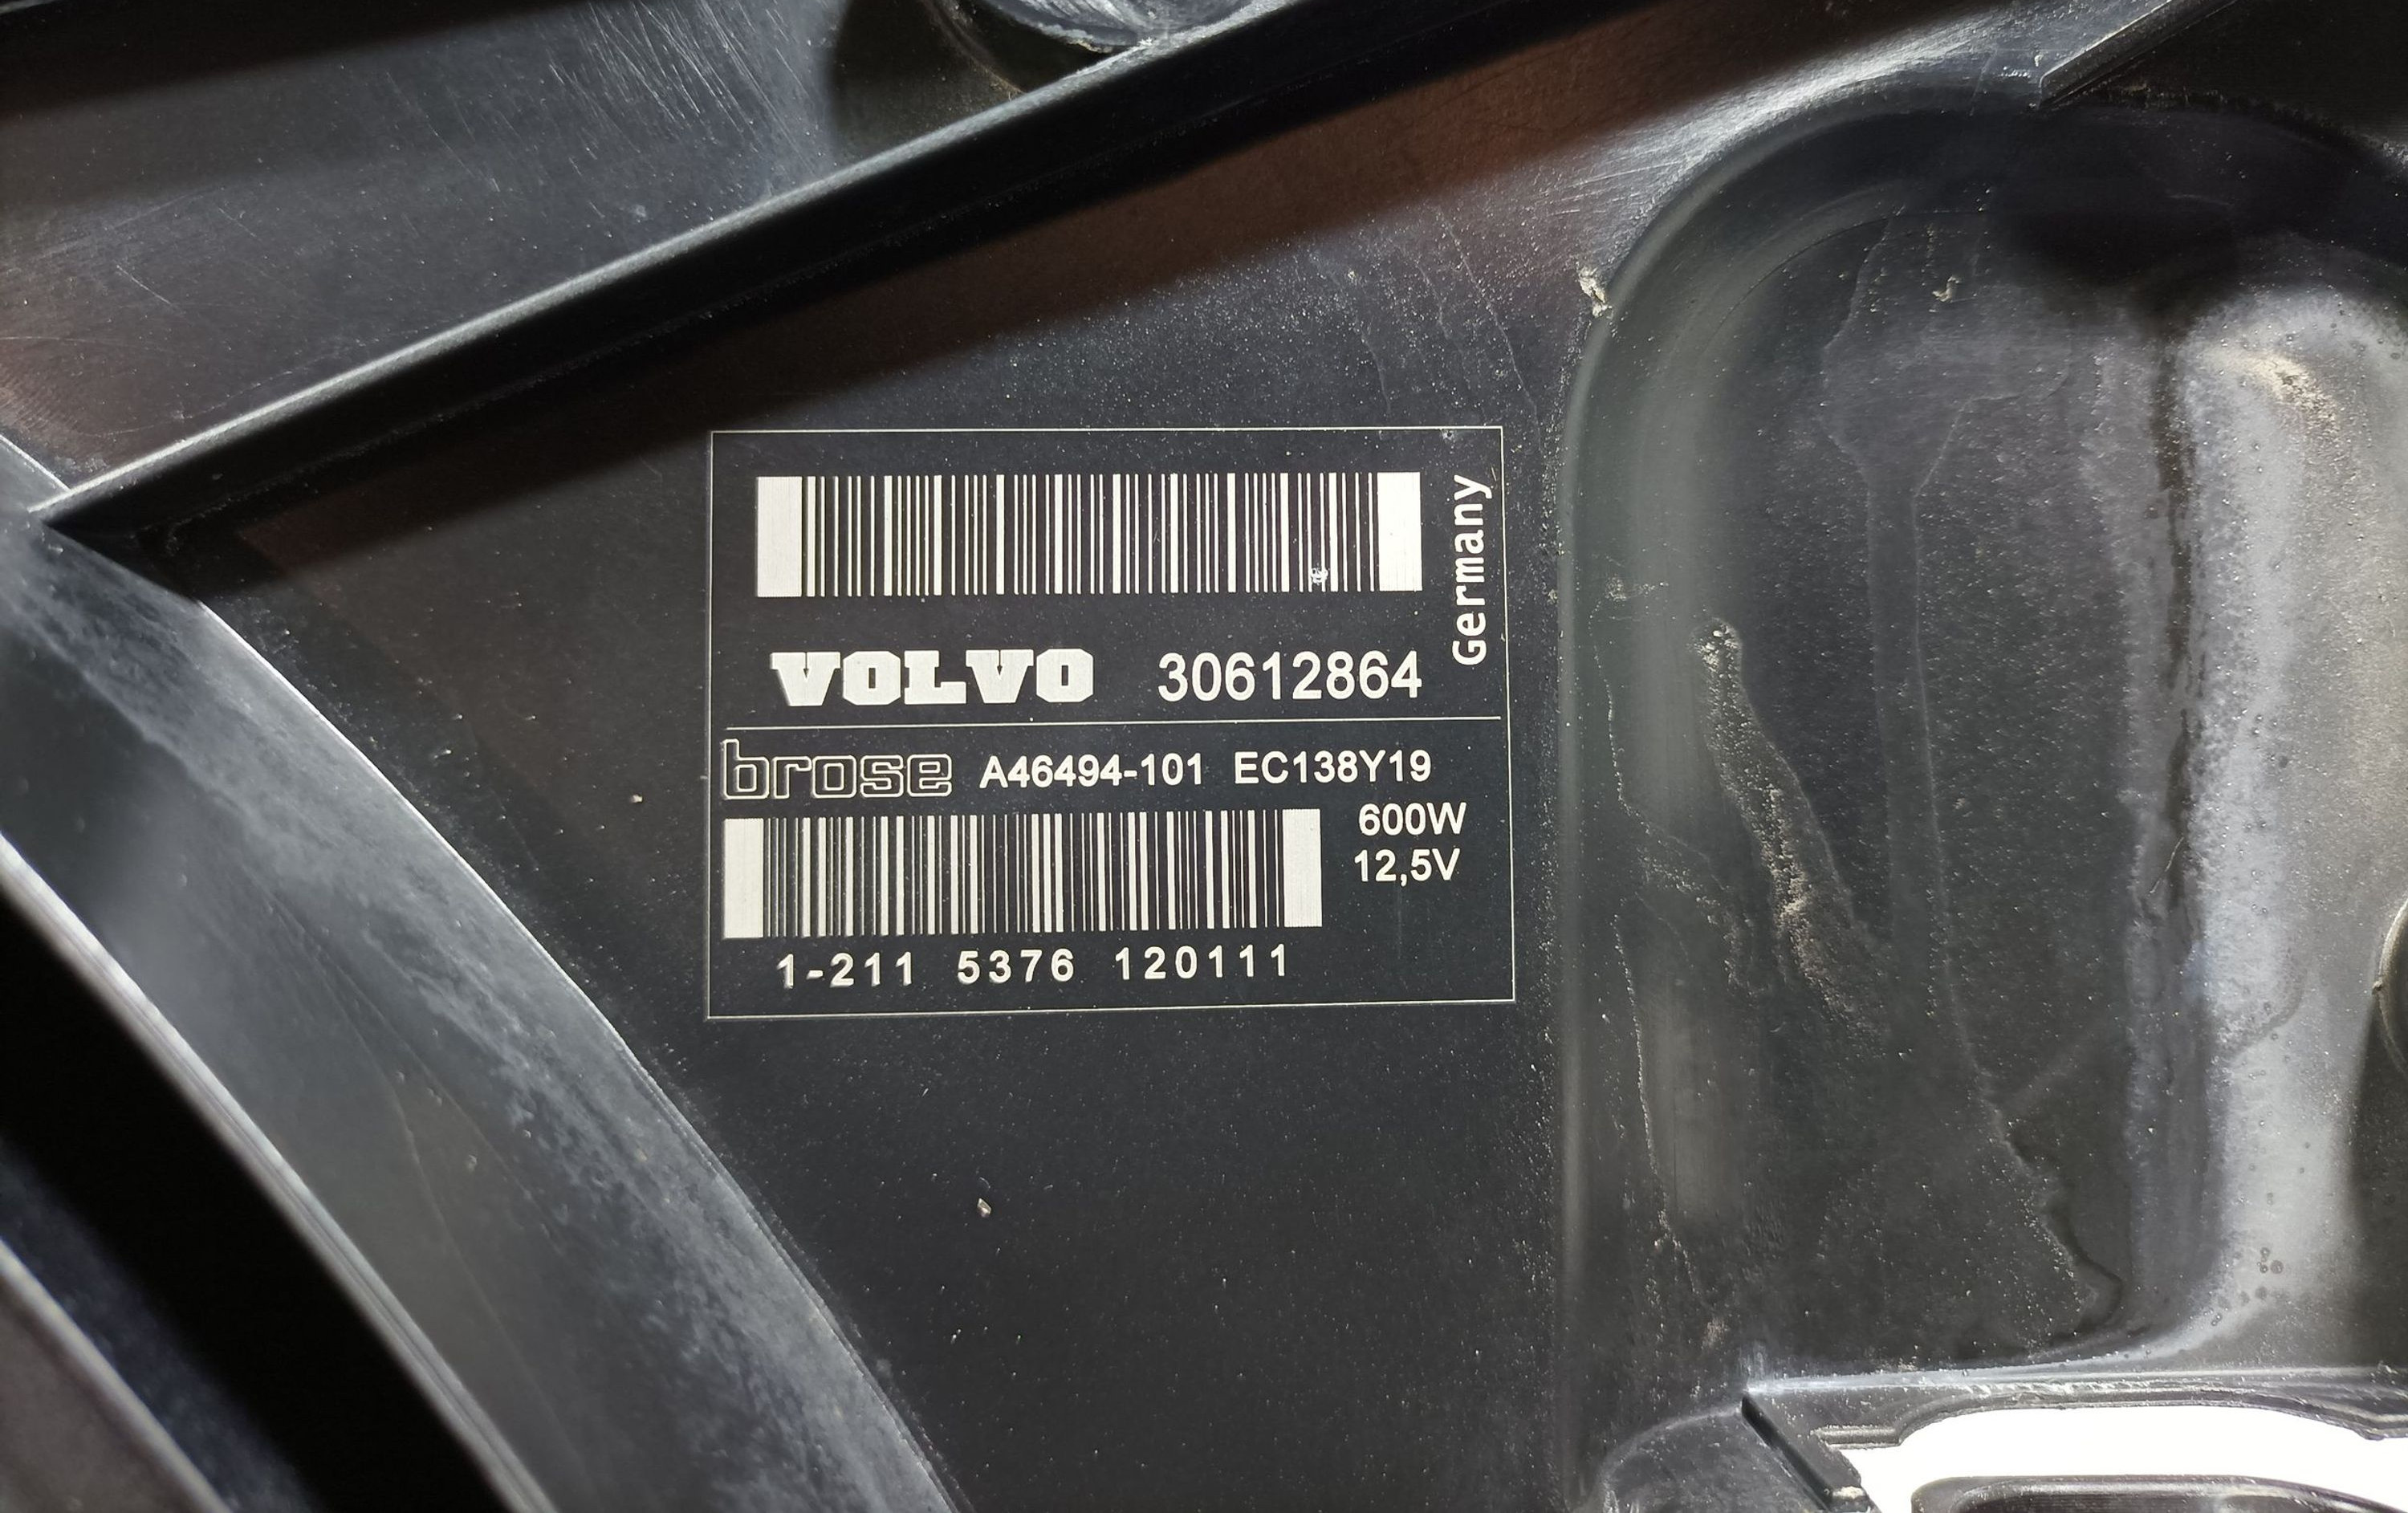 Germany
VOLVO 30612864
brose A46494-101 EC138Y19
600W
12,5V
1-211 5376 120111